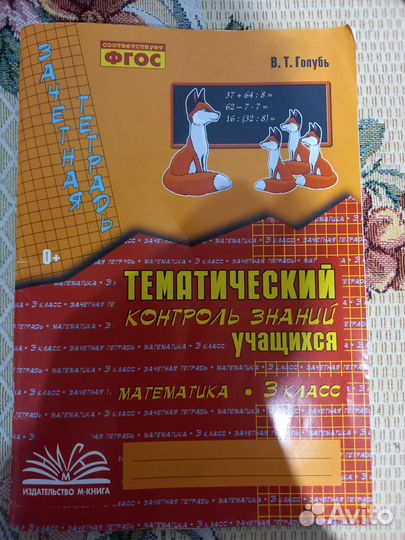 соответствует
ФГОС
В. Т. Голубь
ЗАЧЕТНАЯ
ТЕТРАДЬ
37 + 64 : 8 =
62 − 7 · 7 =
16 : (32 : 8) =
0+
ТЕМАТИЧЕСКИЙ
КОНТРОЛЬ ЗНАНИЙ
УЧАЩИХСЯ
МАТЕМАТИКА • 3 КЛАСС
М
ИЗДАТЕЛЬСТВО М-КНИГА
Avito